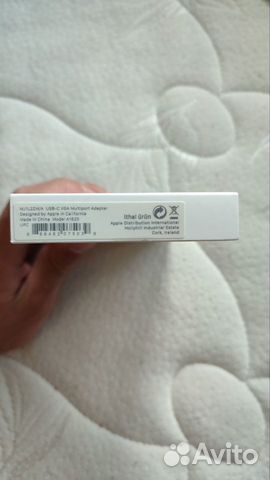 USB-C VGA Multiport Adapter
Designed by Apple in California
Made in China Model A1620
UPC
İthal ürün
Apple Distribution International
Hollyhill Industrial Estate
Cork, Ireland
Avito